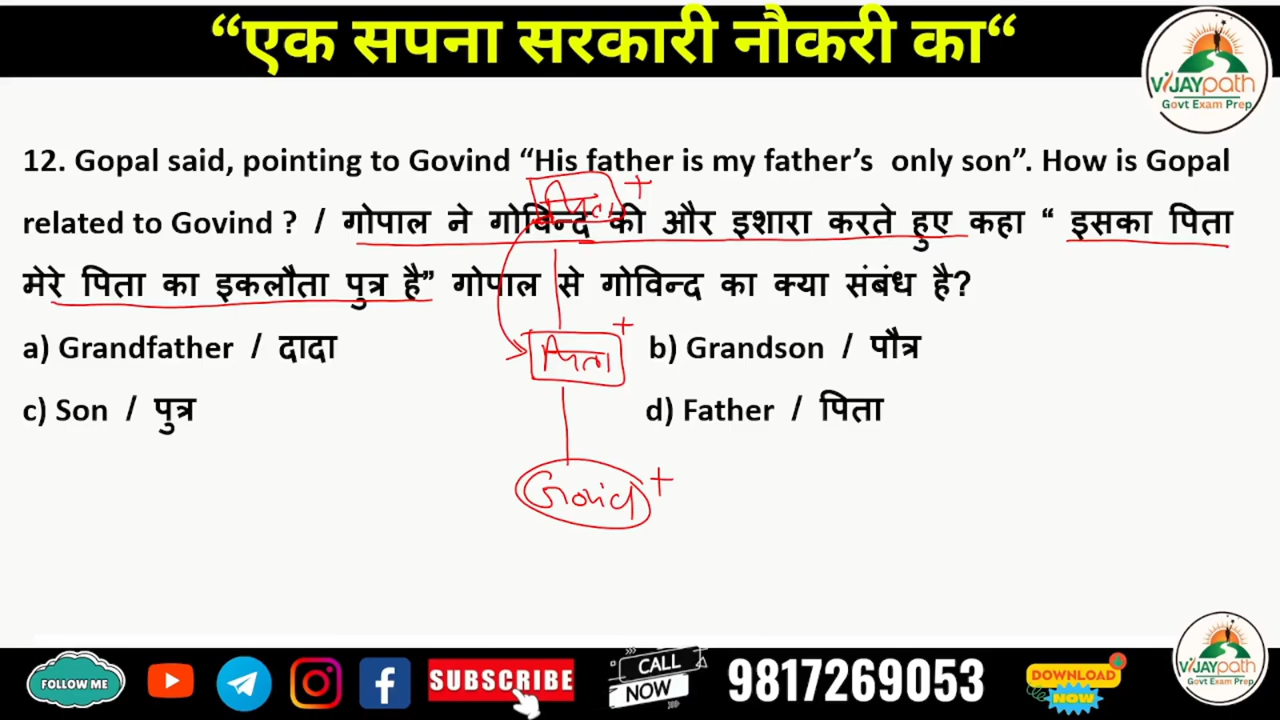 “एक सपना सरकारी नौकरी का“
VIJAYpath
Govt Exam Prep
12. Gopal said, pointing to Govind “His father is my father’s only son”. How is Gopal
पिता +
related to Govind ? / गोपाल ने गोविन्द की और इशारा करते हुए कहा “ इसका पिता
मेरे पिता का इकलौता पुत्र है” गोपाल से गोविन्द का क्या संबंध है?
a) Grandfather / दादा
पिता +
b) Grandson / पौत्र
c) Son / पुत्र
d) Father / पिता
Govind +
FOLLOW ME
SUBSCRIBE
CALL
NOW
9817269053
DOWNLOAD
NOW
VIJAYpath
Govt Exam Prep